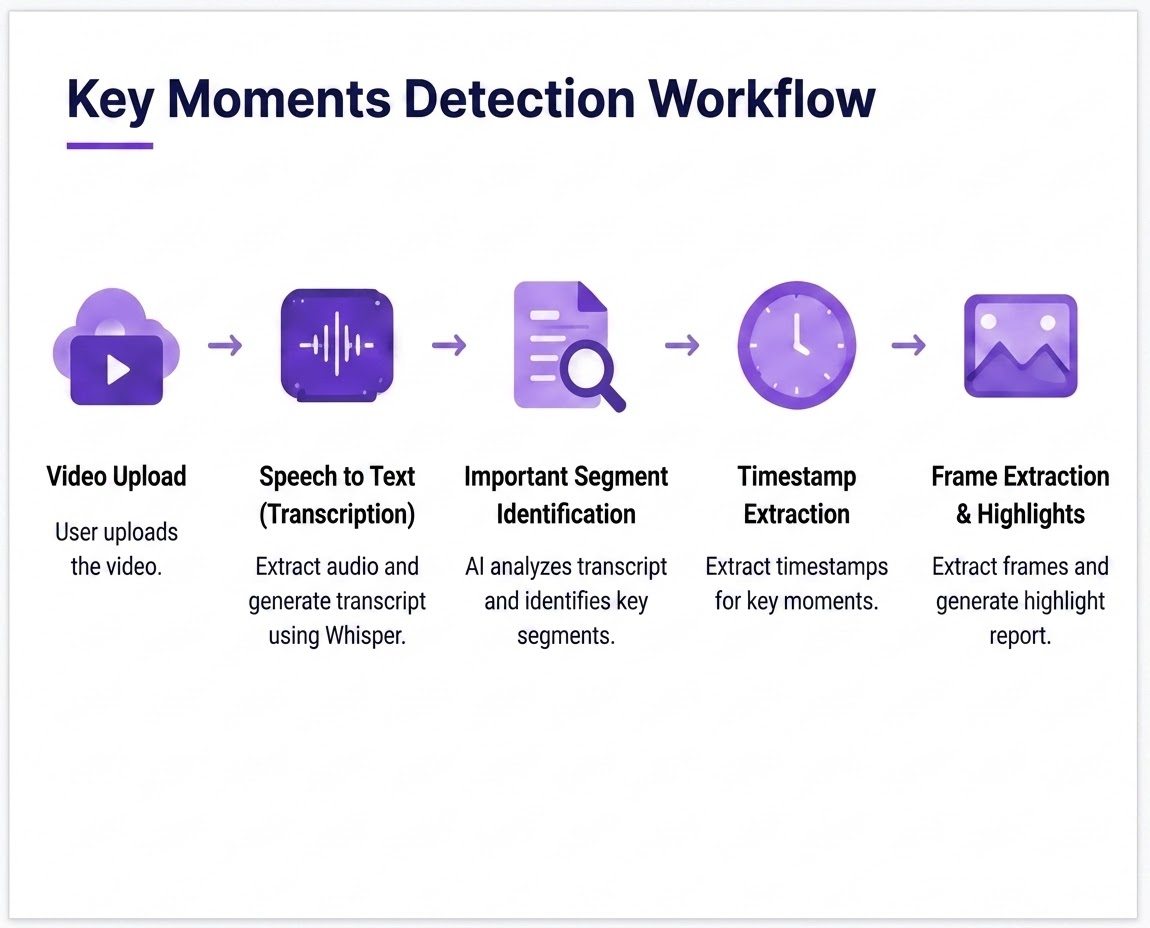 Key Moments Detection Workflow
Video Upload
User uploads
the video.
Speech to Text
(Transcription)
Extract audio and
generate transcript
using Whisper.
Important Segment
Identification
AI analyzes transcript
and identifies key
segments.
Timestamp
Extraction
Extract timestamps
for key moments.
Frame Extraction
& Highlights
Extract frames and
generate highlight
report.